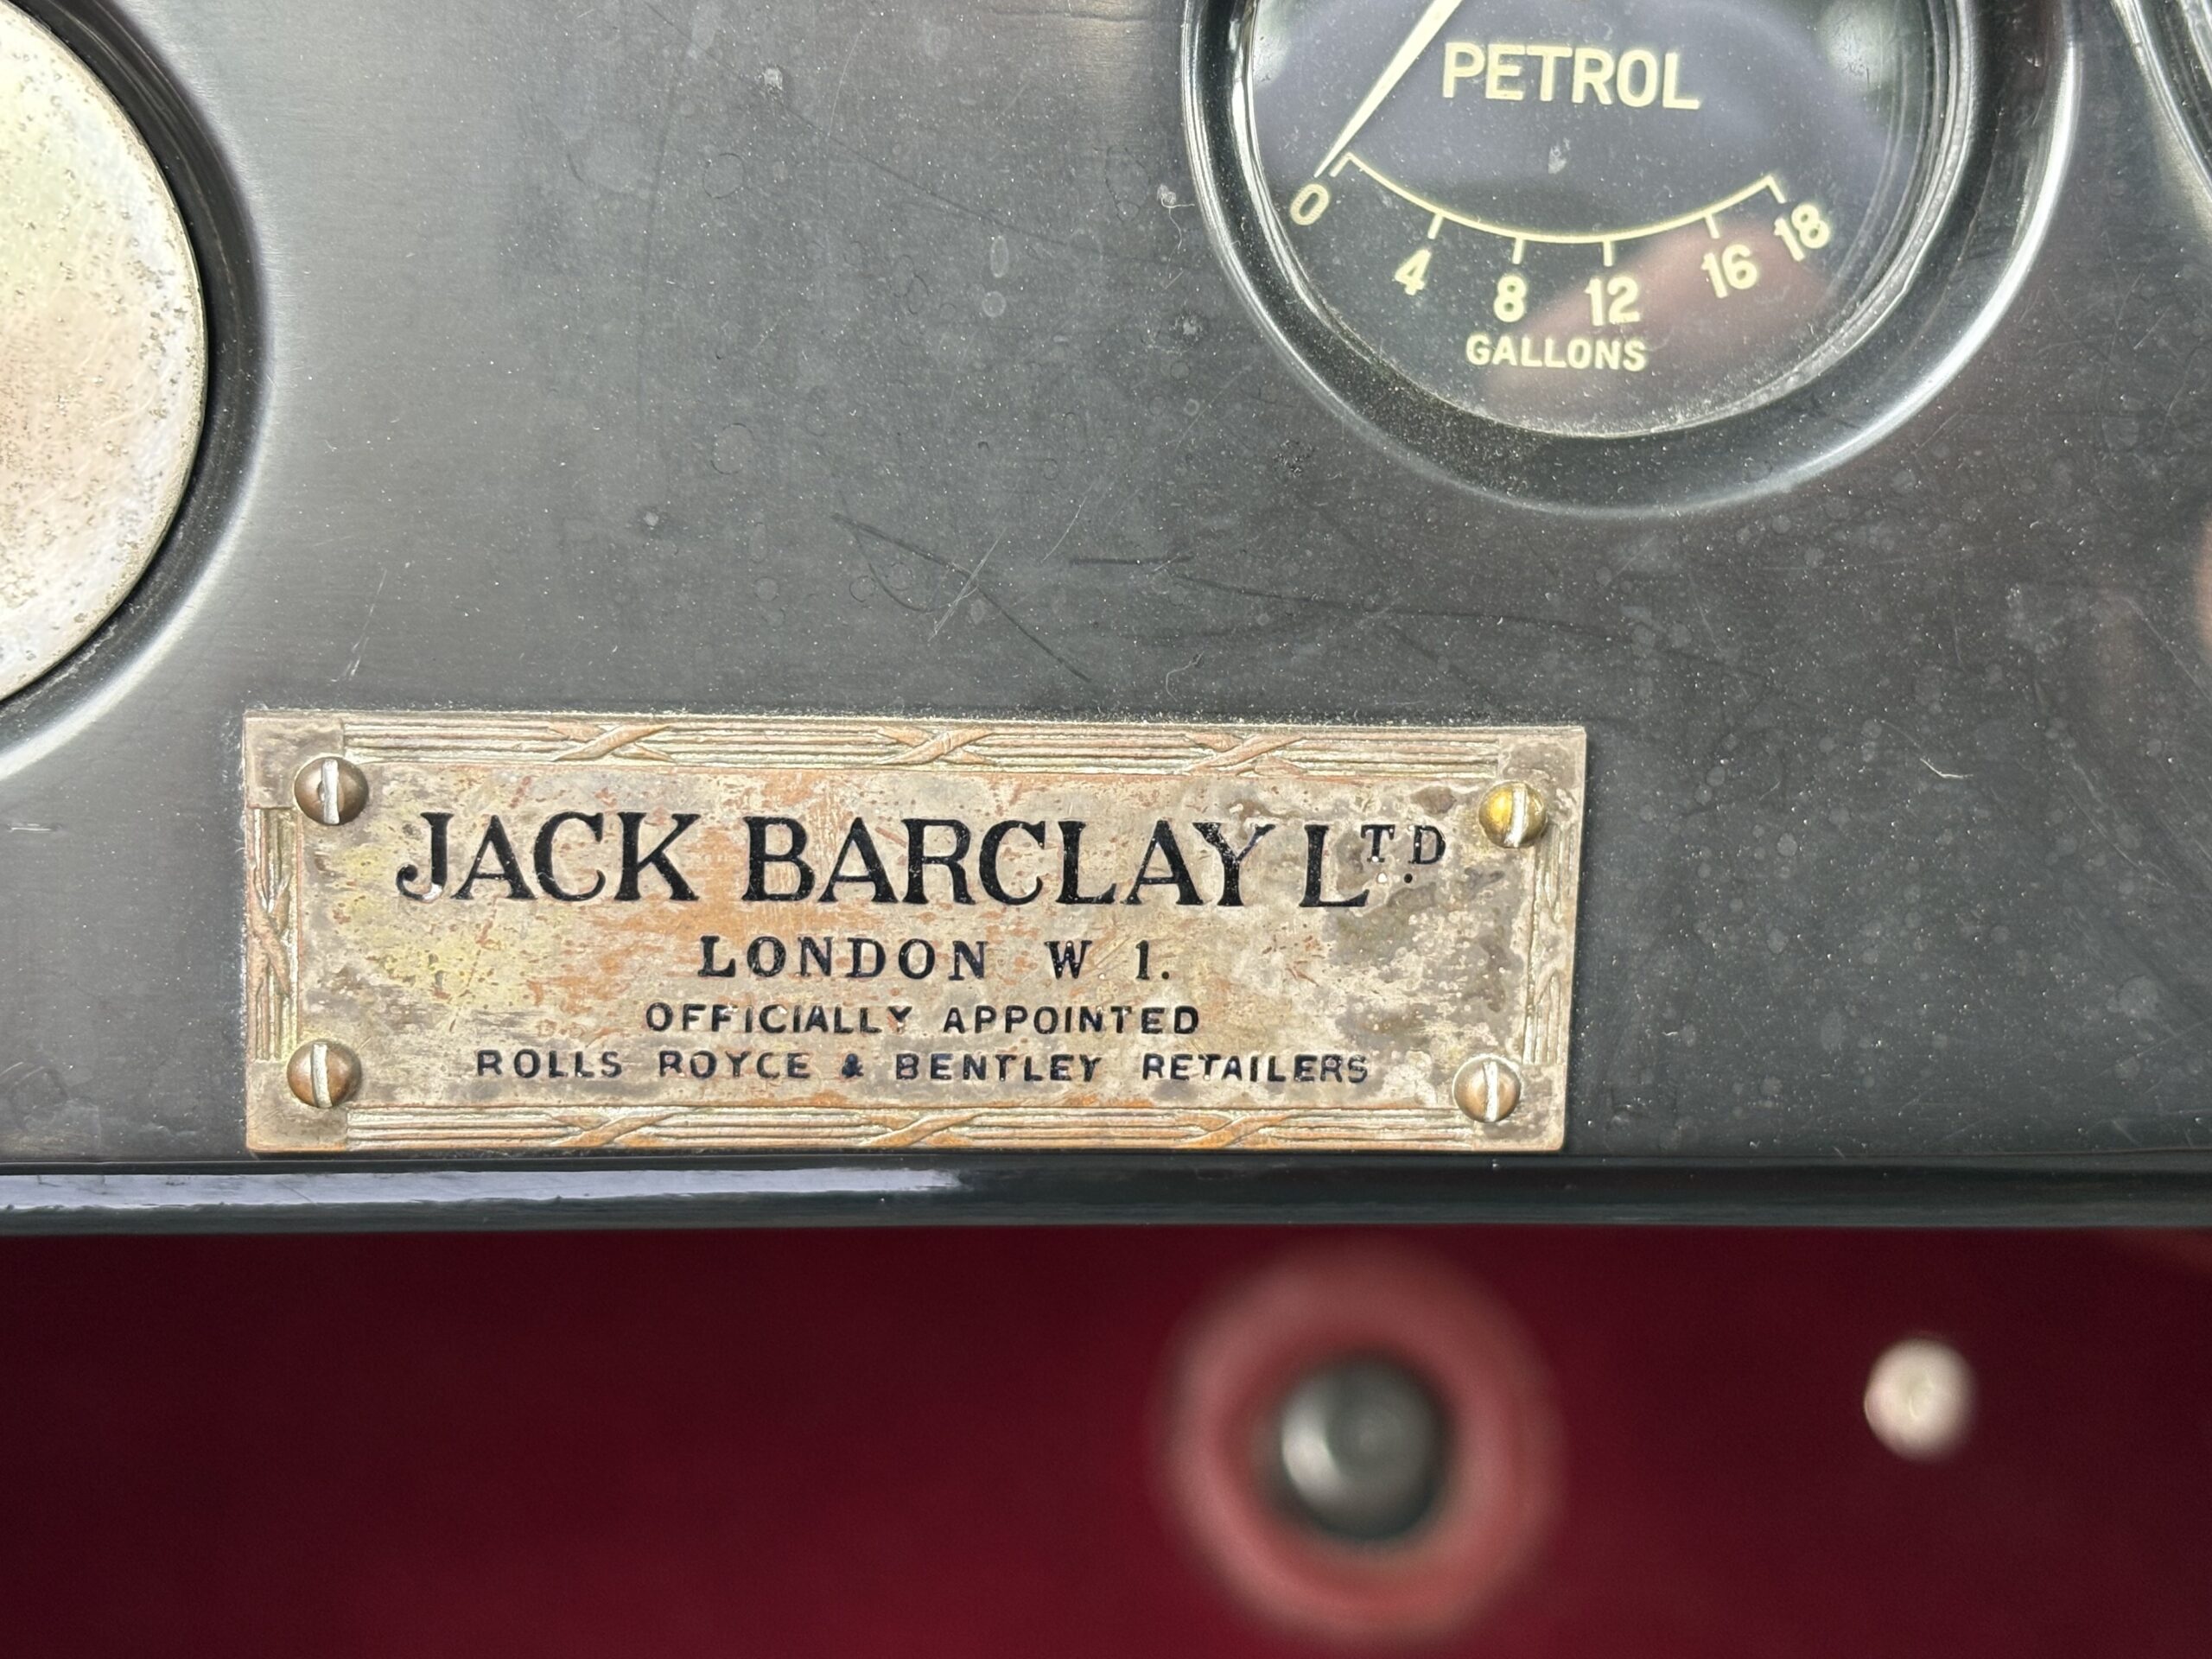 PETROL
0 4 8 12 16 18
GALLONS
JACK BARCLAY LTD.
LONDON W 1.
OFFICIALLY APPOINTED
ROLLS ROYCE & BENTLEY RETAILERS